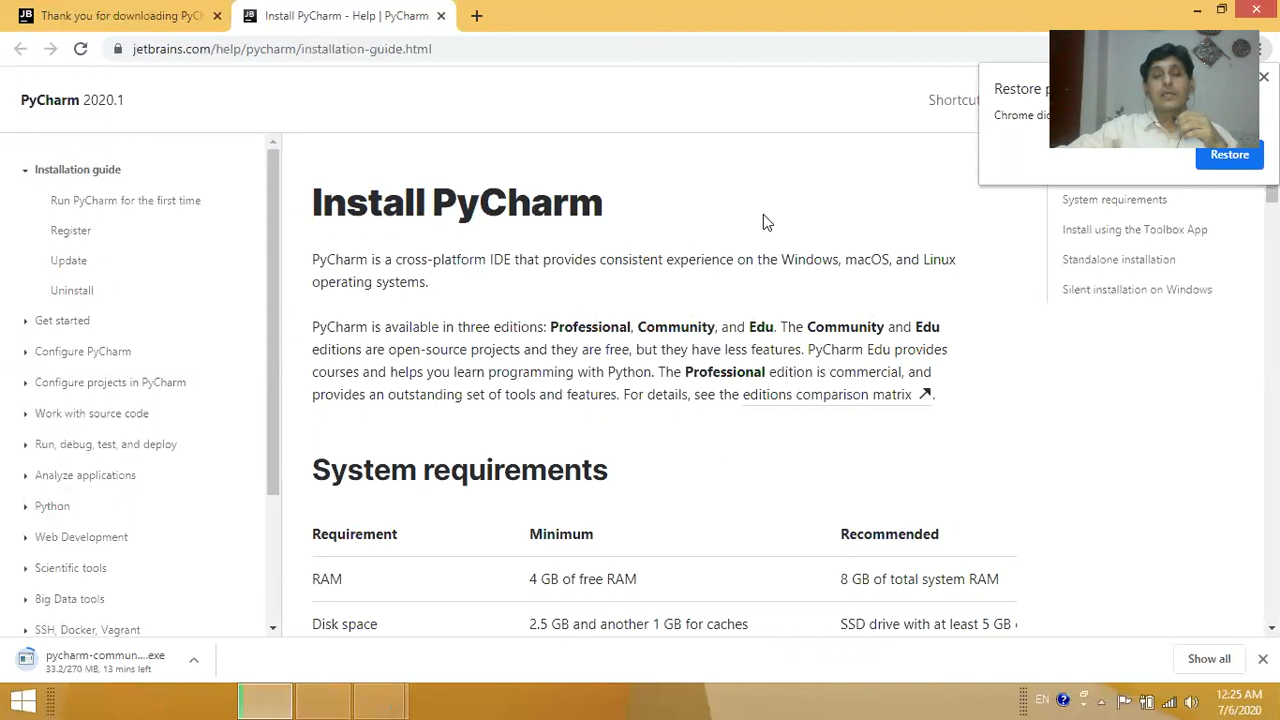 Thank you for downloading PyC
Install PyCharm - Help | PyCharm
jetbrains.com/help/pycharm/installation-guide.html
PyCharm 2020.1
Shortcut
Restore p
Chrome did
Restore
Installation guide
Run PyCharm for the first time
Register
Update
Uninstall
Get started
Configure PyCharm
Configure projects in PyCharm
Work with source code
Run, debug, test, and deploy
Analyze applications
Python
Web Development
Scientific tools
Big Data tools
SSH, Docker, Vagrant
Install PyCharm
PyCharm is a cross-platform IDE that provides consistent experience on the Windows, macOS, and Linux
operating systems.
PyCharm is available in three editions: Professional, Community, and Edu. The Community and Edu
editions are open-source projects and they are free, but they have less features. PyCharm Edu provides
courses and helps you learn programming with Python. The Professional edition is commercial, and
provides an outstanding set of tools and features. For details, see the editions comparison matrix ↗.
System requirements
Requirement Minimum Recommended
RAM 4 GB of free RAM 8 GB of total system RAM
Disk space 2.5 GB and another 1 GB for caches SSD drive with at least 5 GB
System requirements
Install using the Toolbox App
Standalone installation
Silent installation on Windows
pycharm-commun....exe
33.2/270 MB, 13 mins left
Show all
EN
12:25 AM
7/6/2020